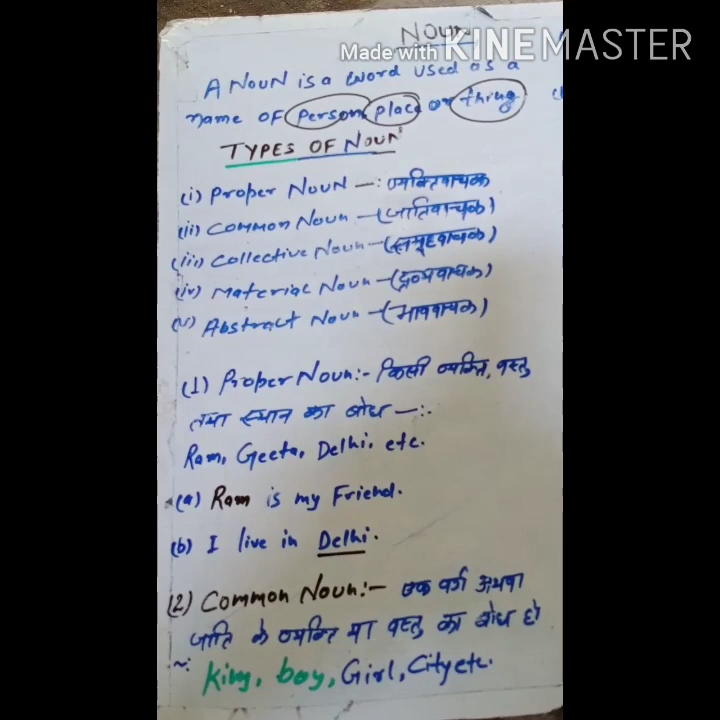 NOUN
Made with KINEMASTER
A NOUN is a word used as a
name of person, place or thing
TYPES OF NOUN
(i) Proper NOUN —: व्यक्तिवाचक
(ii) Common Noun —(जातिवाचक)
(iii) Collective Noun —(समूहवाचक)
(iv) Material Noun —(द्रव्यवाचक)
(v) Abstract Noun —(भाववाचक)
(1) Proper Noun:- किसी व्यक्ति, वस्तु
तथा स्थान का बोध —:-
Ram, Geeta, Delhi, etc.
(a) Ram is my Friend.
(b) I live in Delhi.
(2) Common Noun:- एक वर्ग अथवा
जाति के व्यक्ति या वस्तु का बोध हो
~: King, boy, Girl, City etc.